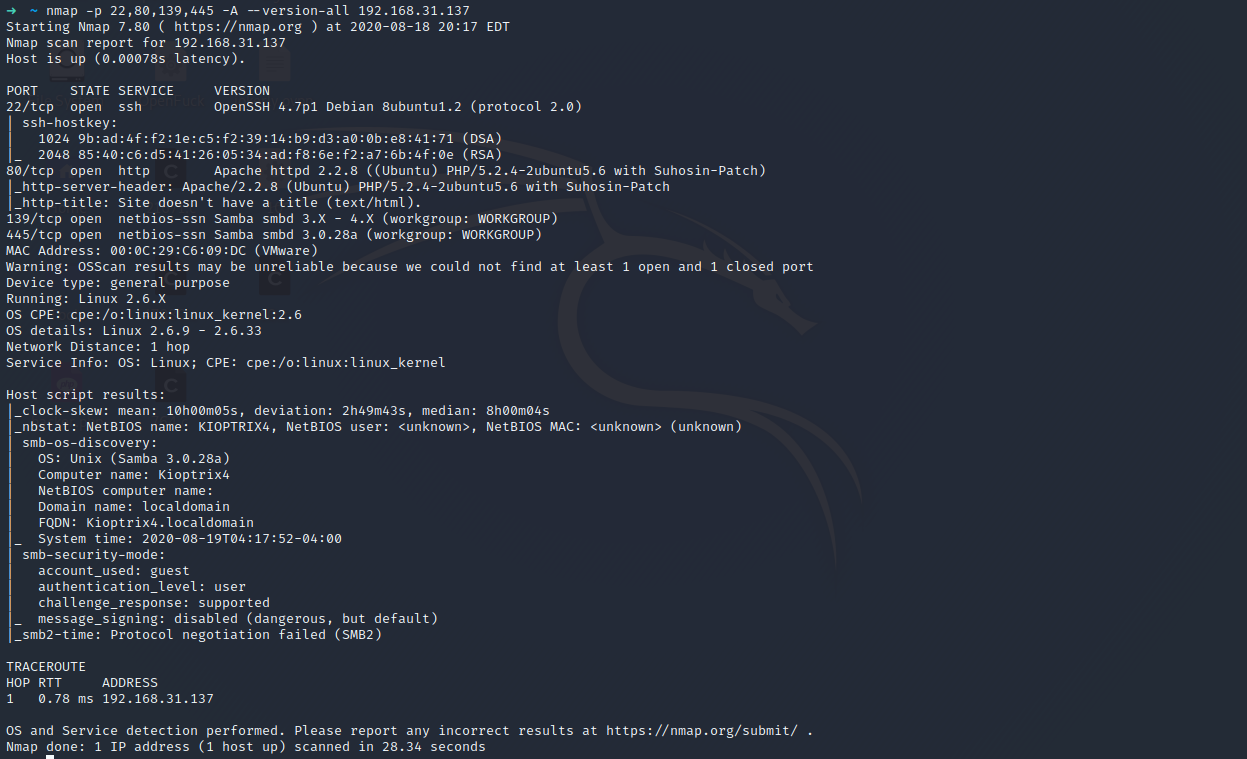 → ~ nmap -p 22,80,139,445 -A --version-all 192.168.31.137
Starting Nmap 7.80 ( https://nmap.org ) at 2020-08-18 20:17 EDT
Nmap scan report for 192.168.31.137
Host is up (0.00078s latency).

PORT    STATE SERVICE     VERSION
22/tcp  open  ssh         OpenSSH 4.7p1 Debian 8ubuntu1.2 (protocol 2.0)
| ssh-hostkey:
|   1024 9b:ad:4f:f2:1e:c5:f2:39:14:b9:d3:a0:0b:e8:41:71 (DSA)
|_  2048 85:40:c6:d5:41:26:05:34:ad:f8:6e:f2:a7:6b:4f:0e (RSA)
80/tcp  open  http        Apache httpd 2.2.8 ((Ubuntu) PHP/5.2.4-2ubuntu5.6 with Suhosin-Patch)
|_http-server-header: Apache/2.2.8 (Ubuntu) PHP/5.2.4-2ubuntu5.6 with Suhosin-Patch
|_http-title: Site doesn't have a title (text/html).
139/tcp open  netbios-ssn Samba smbd 3.X - 4.X (workgroup: WORKGROUP)
445/tcp open  netbios-ssn Samba smbd 3.0.28a (workgroup: WORKGROUP)
MAC Address: 00:0C:29:C6:09:DC (VMware)
Warning: OSScan results may be unreliable because we could not find at least 1 open and 1 closed port
Device type: general purpose
Running: Linux 2.6.X
OS CPE: cpe:/o:linux:linux_kernel:2.6
OS details: Linux 2.6.9 - 2.6.33
Network Distance: 1 hop
Service Info: OS: Linux; CPE: cpe:/o:linux:linux_kernel

Host script results:
|_clock-skew: mean: 10h00m05s, deviation: 2h49m43s, median: 8h00m04s
|_nbstat: NetBIOS name: KIOPTRIX4, NetBIOS user: <unknown>, NetBIOS MAC: <unknown> (unknown)
| smb-os-discovery:
|   OS: Unix (Samba 3.0.28a)
|   Computer name: Kioptrix4
|   NetBIOS computer name:
|   Domain name: localdomain
|   FQDN: Kioptrix4.localdomain
|_  System time: 2020-08-19T04:17:52-04:00
| smb-security-mode:
|   account_used: guest
|   authentication_level: user
|   challenge_response: supported
|_  message_signing: disabled (dangerous, but default)
|_smb2-time: Protocol negotiation failed (SMB2)

TRACEROUTE
HOP RTT     ADDRESS
1   0.78 ms 192.168.31.137

OS and Service detection performed. Please report any incorrect results at https://nmap.org/submit/ .
Nmap done: 1 IP address (1 host up) scanned in 28.34 seconds